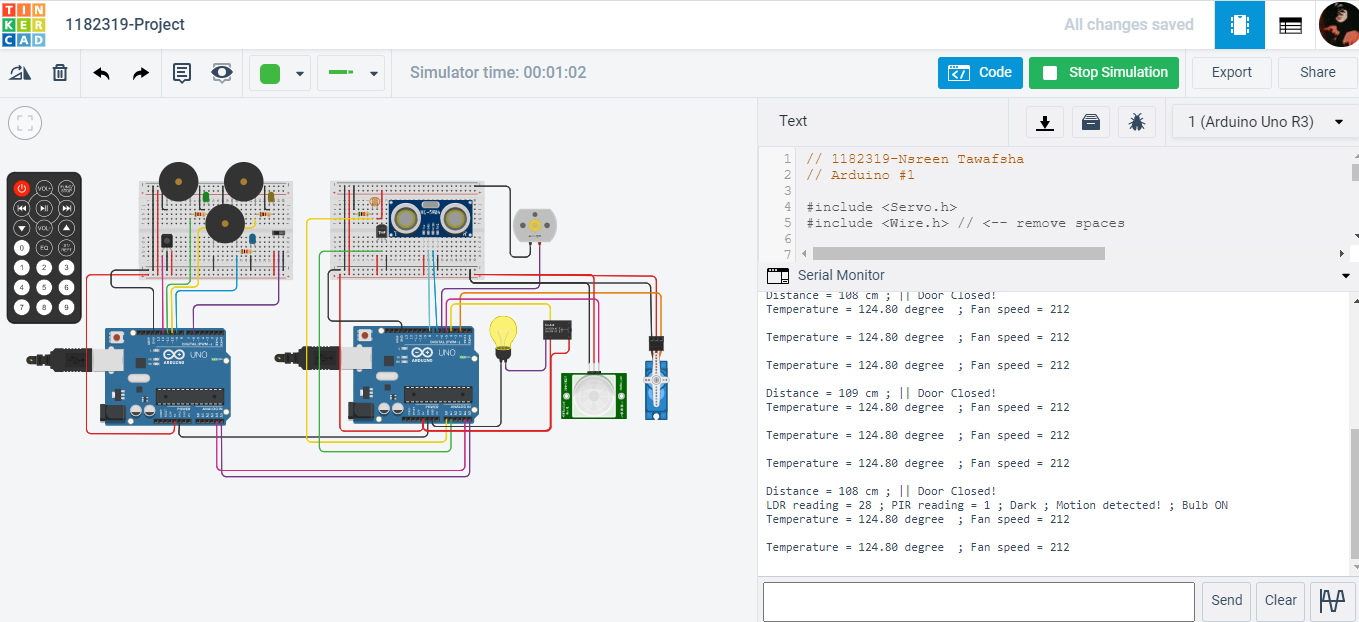 TIN
KER
CAD
1182319-Project
All changes saved
Simulator time: 00:01:02
Code
Stop Simulation
Export
Share
Text
1 (Arduino Uno R3)
1
// 1182319-Nsreen Tawafsha
2
// Arduino #1
3
4
#include <Servo.h>
5
#include <Wire.h> // <-- remove spaces
6
7
Serial Monitor
Distance = 108 cm ; || Door Closed!
Temperature = 124.80 degree  ; Fan speed = 212
Temperature = 124.80 degree  ; Fan speed = 212
Temperature = 124.80 degree  ; Fan speed = 212
Distance = 109 cm ; || Door Closed!
Temperature = 124.80 degree  ; Fan speed = 212
Temperature = 124.80 degree  ; Fan speed = 212
Temperature = 124.80 degree  ; Fan speed = 212
Distance = 108 cm ; || Door Closed!
LDR reading = 28 ; PIR reading = 1 ; Dark ; Motion detected! ; Bulb ON
Temperature = 124.80 degree  ; Fan speed = 212
Temperature = 124.80 degree  ; Fan speed = 212
Send
Clear
VOL+
VOL-
0
EQ
1 2 3
4 5 6
7 8 9
UNO
ARDUINO
UNO
ARDUINO